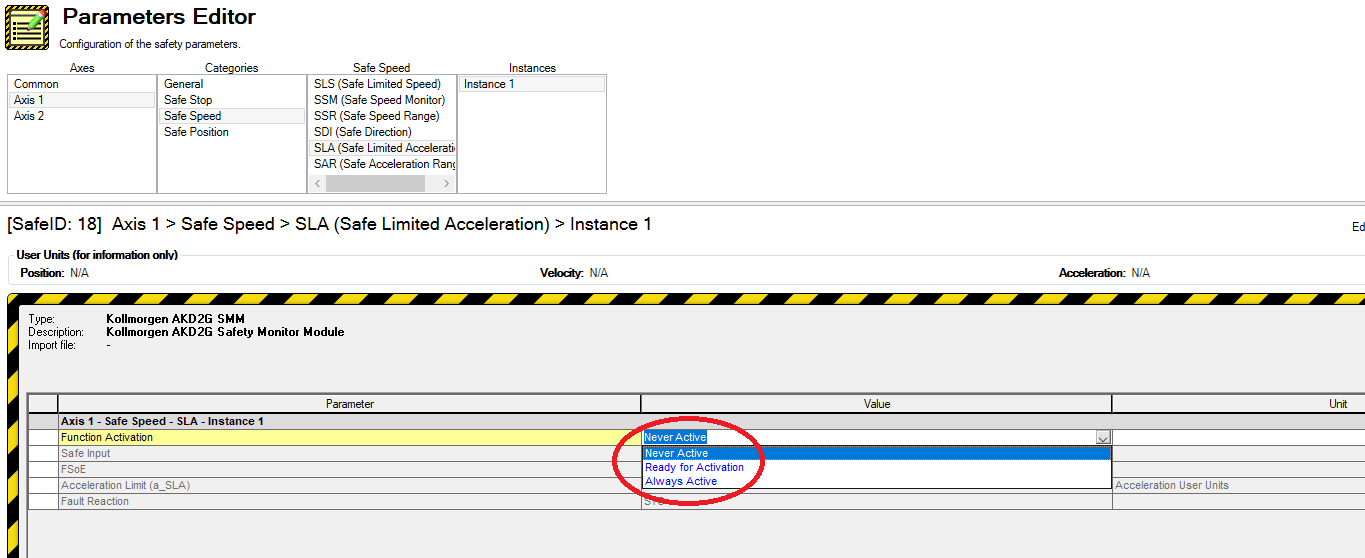 Parameters Editor
Configuration of the safety parameters.
Axes Categories Safe Speed Instances
Common General SLS (Safe Limited Speed) Instance 1
Axis 1 Safe Stop SSM (Safe Speed Monitor)
Axis 2 Safe Speed SSR (Safe Speed Range)
Safe Position SDI (Safe Direction)
SLA (Safe Limited Accelerati
SAR (Safe Acceleration Rang
[SafeID: 18] Axis 1 > Safe Speed > SLA (Safe Limited Acceleration) > Instance 1 Ed
User Units (for information only)
Position: N/A Velocity: N/A Acceleration: N/A
Type: Kollmorgen AKD2G SMM
Description: Kollmorgen AKD2G Safety Monitor Module
Import file: -
Parameter Value Unit
Axis 1 - Safe Speed - SLA - Instance 1
Function Activation Never Active
Safe Input Never Active
FSoE Ready for Activation
Acceleration Limit (a_SLA) Always Active Acceleration User Units
Fault Reaction